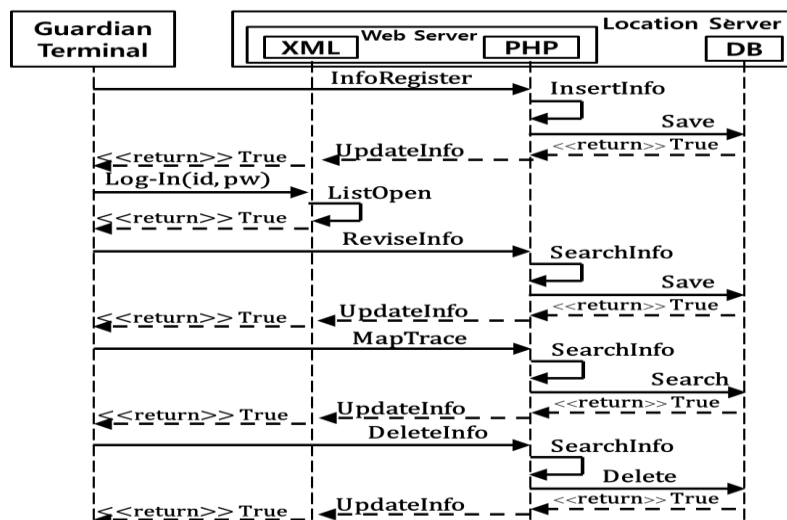 Guardian
Terminal
Location Server
Web Server
XML
PHP
DB
InfoRegister
InsertInfo
Save
<<return>> True
UpdateInfo
<<return>> True
Log-In(id, pw)
ListOpen
<<return>> True
ReviseInfo
SearchInfo
Save
<<return>> True
UpdateInfo
<<return>> True
MapTrace
SearchInfo
Search
<<return>> True
UpdateInfo
<<return>> True
DeleteInfo
SearchInfo
Delete
<<return>> True
UpdateInfo
<<return>> True